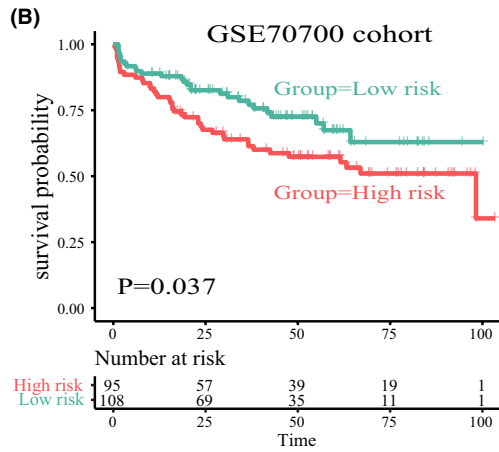 (B)
GSE70700 cohort
survival probability
1.00
0.75
0.50
0.25
0.00
Group=Low risk
Group=High risk
P=0.037
0 25 50 75 100
Number at risk
High risk 95 57 39 19 1
Low risk 108 69 35 11 1
0 25 50 75 100
Time